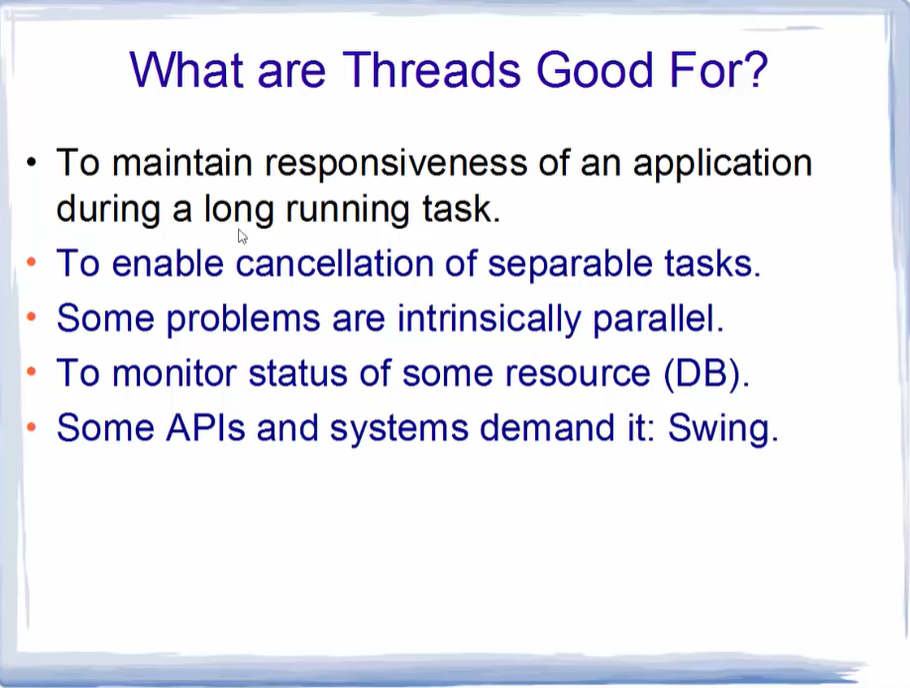 What are Threads Good For?
• To maintain responsiveness of an application
during a long running task.
• To enable cancellation of separable tasks.
• Some problems are intrinsically parallel.
• To monitor status of some resource (DB).
• Some APIs and systems demand it: Swing.